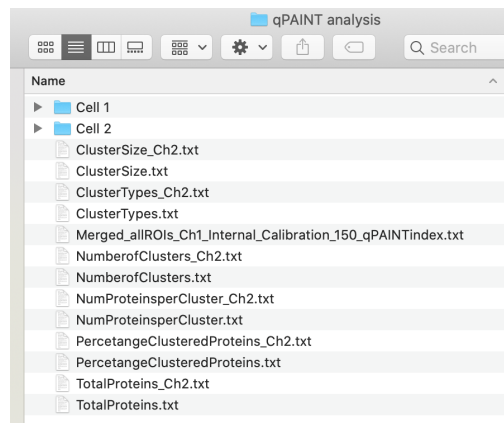 qPAINT analysis
Search
Name
Cell 1
Cell 2
ClusterSize_Ch2.txt
ClusterSize.txt
ClusterTypes_Ch2.txt
ClusterTypes.txt
Merged_allROIs_Ch1_Internal_Calibration_150_qPAINTindex.txt
NumberofClusters_Ch2.txt
NumberofClusters.txt
NumProteinsperCluster_Ch2.txt
NumProteinsperCluster.txt
PercetangeClusteredProteins_Ch2.txt
PercetangeClusteredProteins.txt
TotalProteins_Ch2.txt
TotalProteins.txt